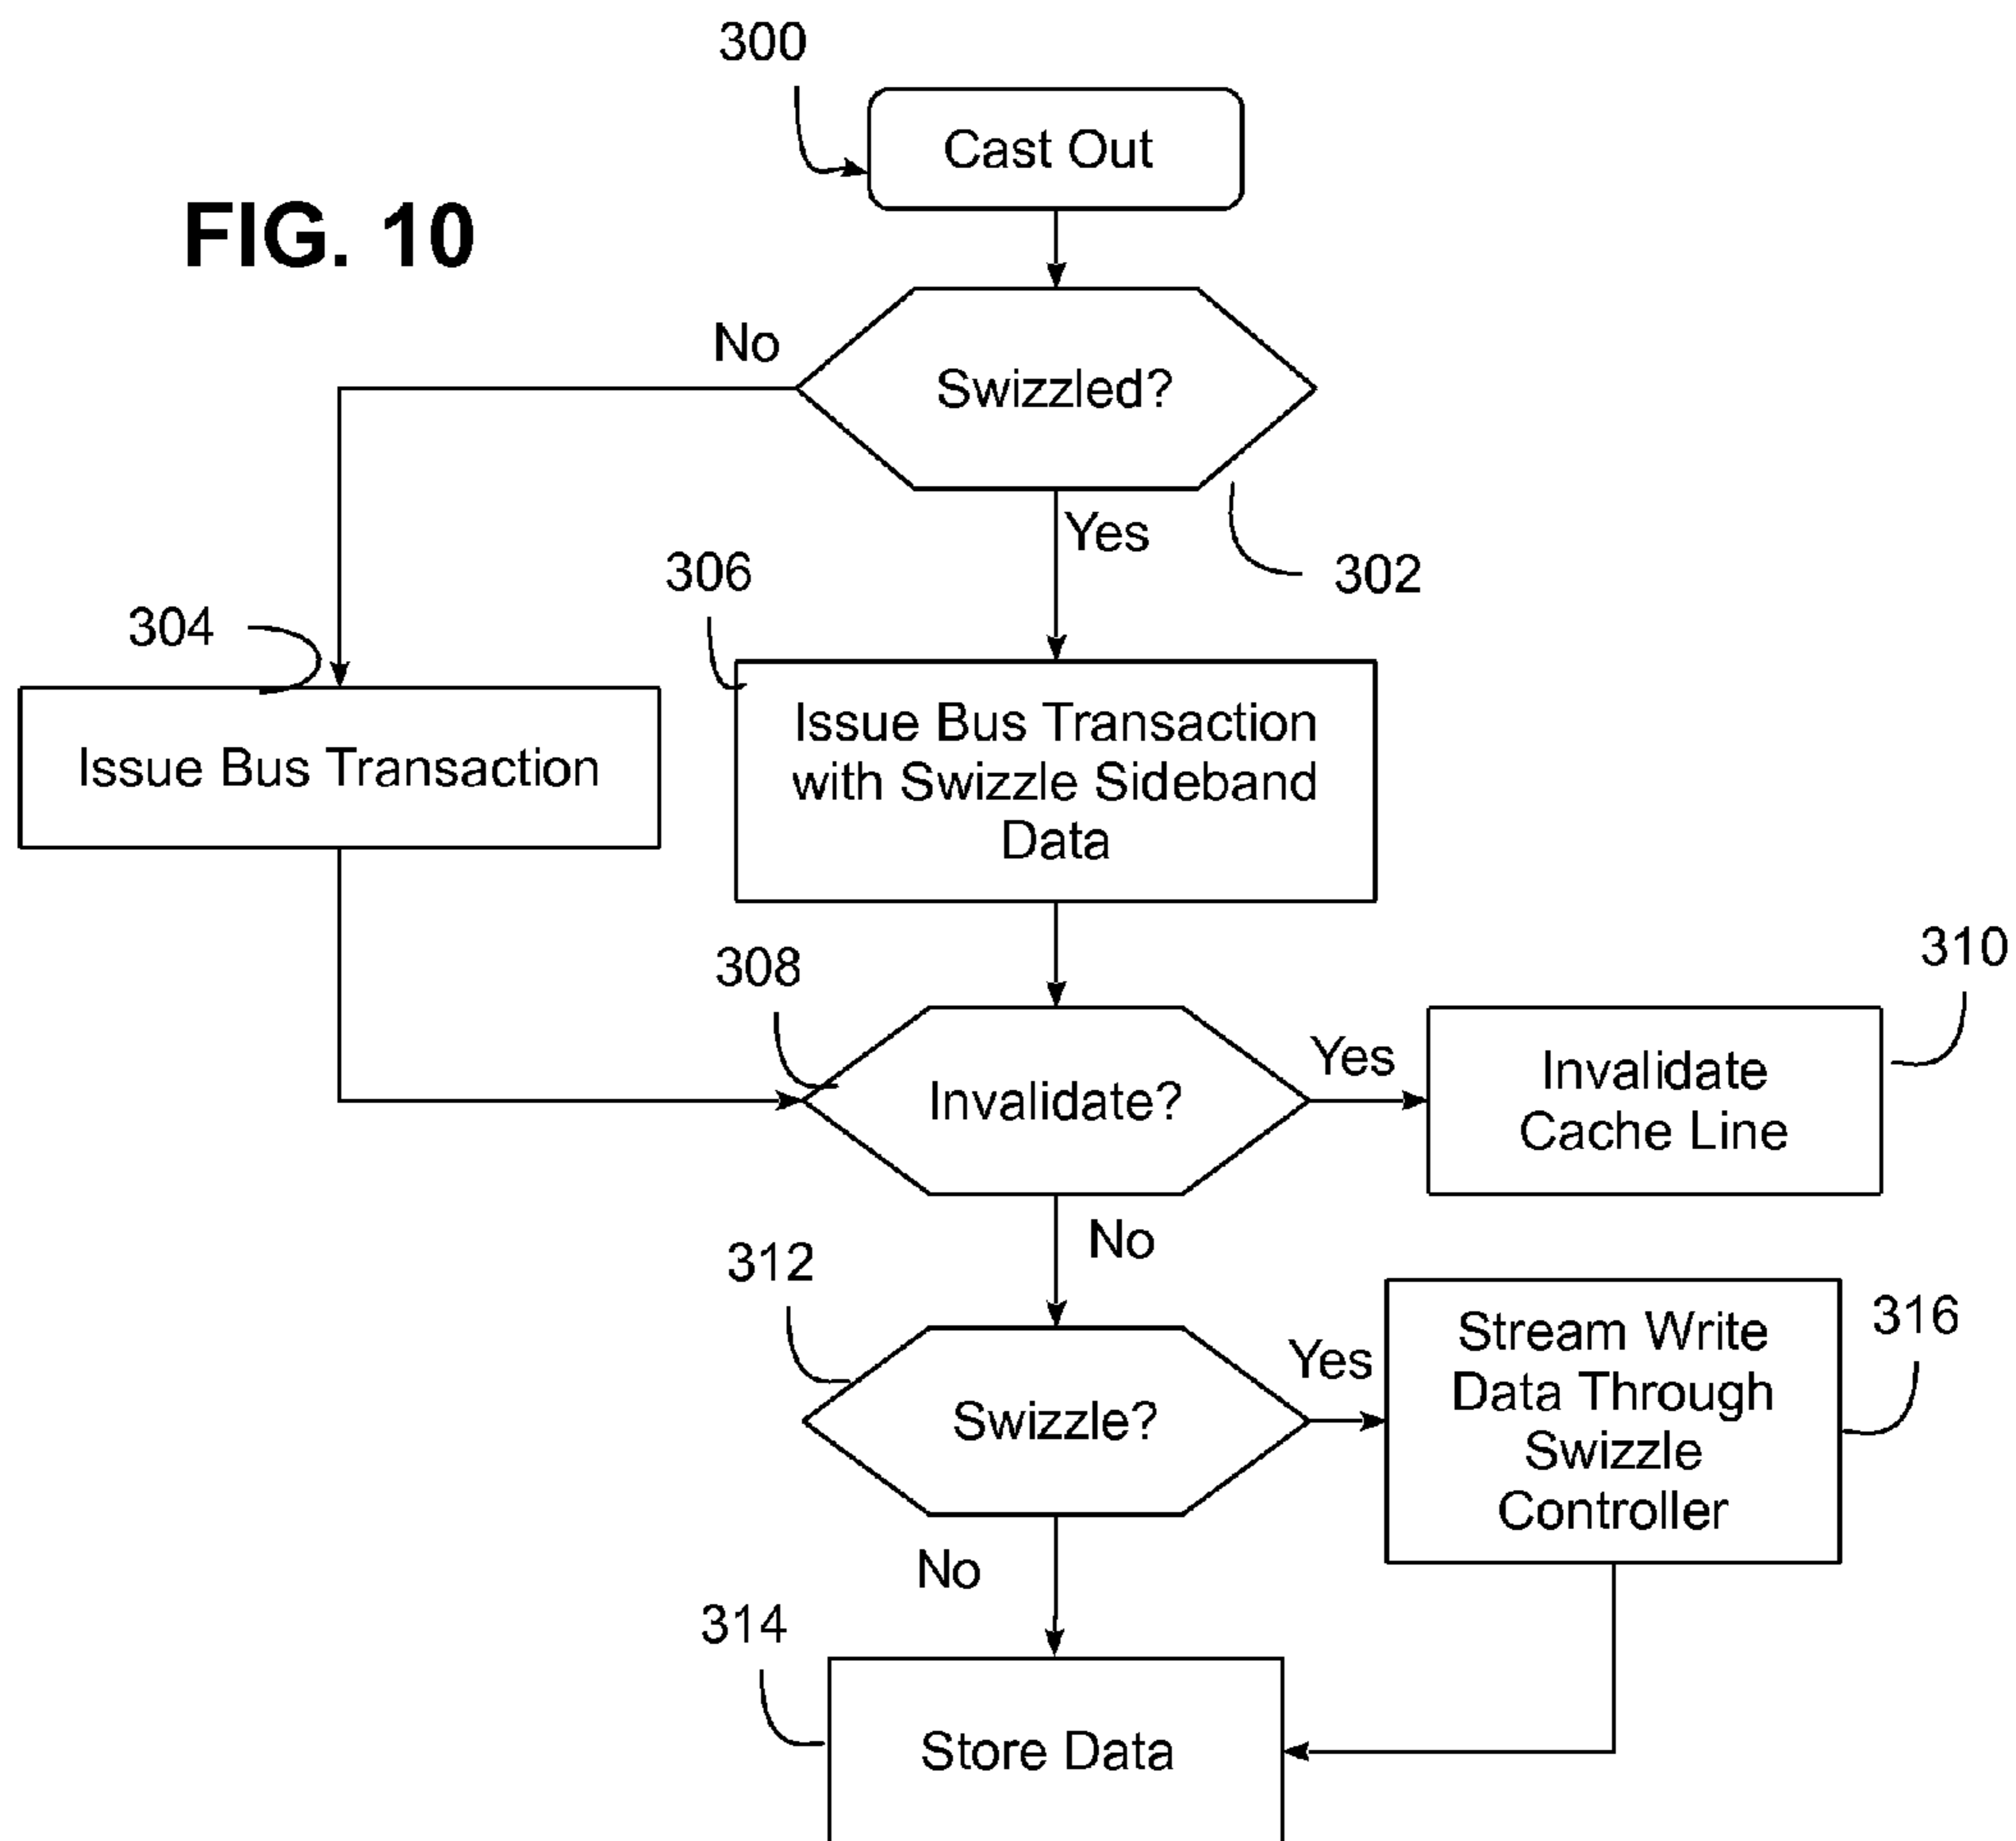 300
Cast Out
FIG. 10
No
Swizzled?
Yes
302
306
304
Issue Bus Transaction
Issue Bus Transaction
with Swizzle Sideband
Data
308
310
Invalidate?
Yes
Invalidate
Cache Line
No
312
316
Swizzle?
Yes
Stream Write
Data Through
Swizzle
Controller
No
314
Store Data